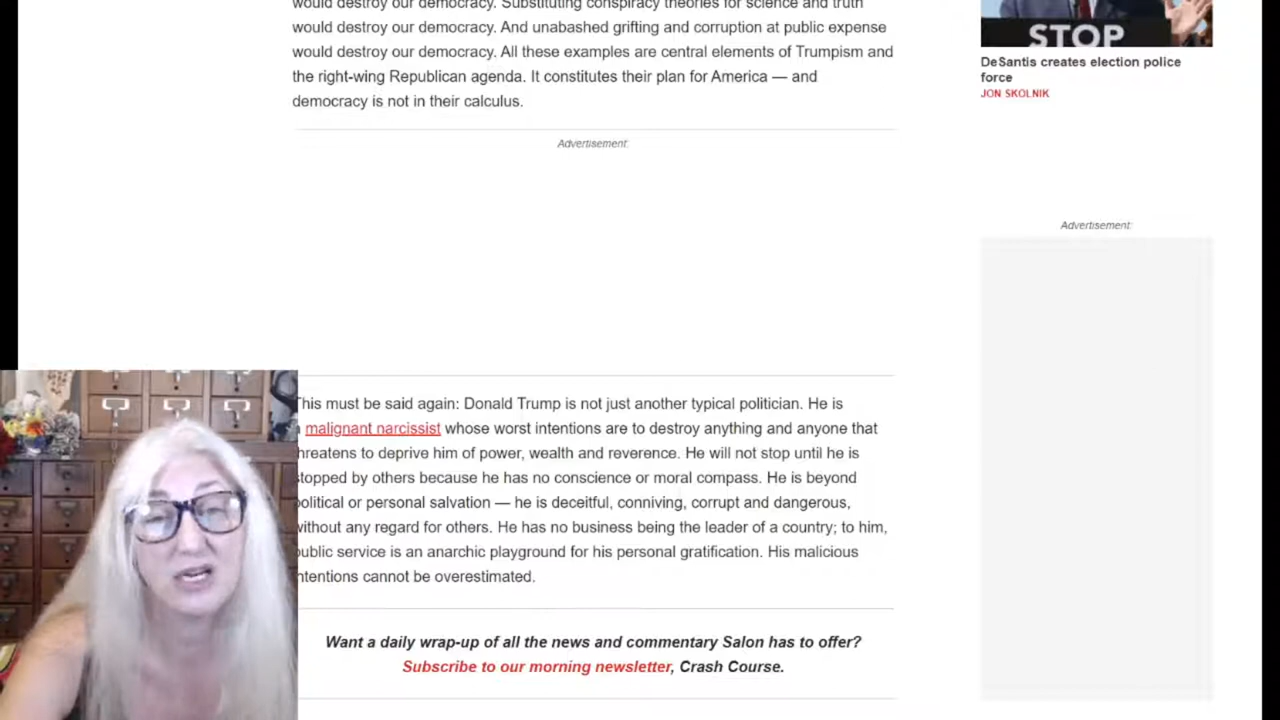 would destroy our democracy. Substituting conspiracy theories for science and truth
would destroy our democracy. And unabashed grifting and corruption at public expense
would destroy our democracy. All these examples are central elements of Trumpism and
the right-wing Republican agenda. It constitutes their plan for America — and
democracy is not in their calculus.
Advertisement:
This must be said again: Donald Trump is not just another typical politician. He is
malignant narcissist whose worst intentions are to destroy anything and anyone that
threatens to deprive him of power, wealth and reverence. He will not stop until he is
stopped by others because he has no conscience or moral compass. He is beyond
political or personal salvation — he is deceitful, conniving, corrupt and dangerous,
without any regard for others. He has no business being the leader of a country; to him,
public service is an anarchic playground for his personal gratification. His malicious
intentions cannot be overestimated.
Want a daily wrap-up of all the news and commentary Salon has to offer?
Subscribe to our morning newsletter, Crash Course.
STOP
DeSantis creates election police
force
JON SKOLNIK
Advertisement: